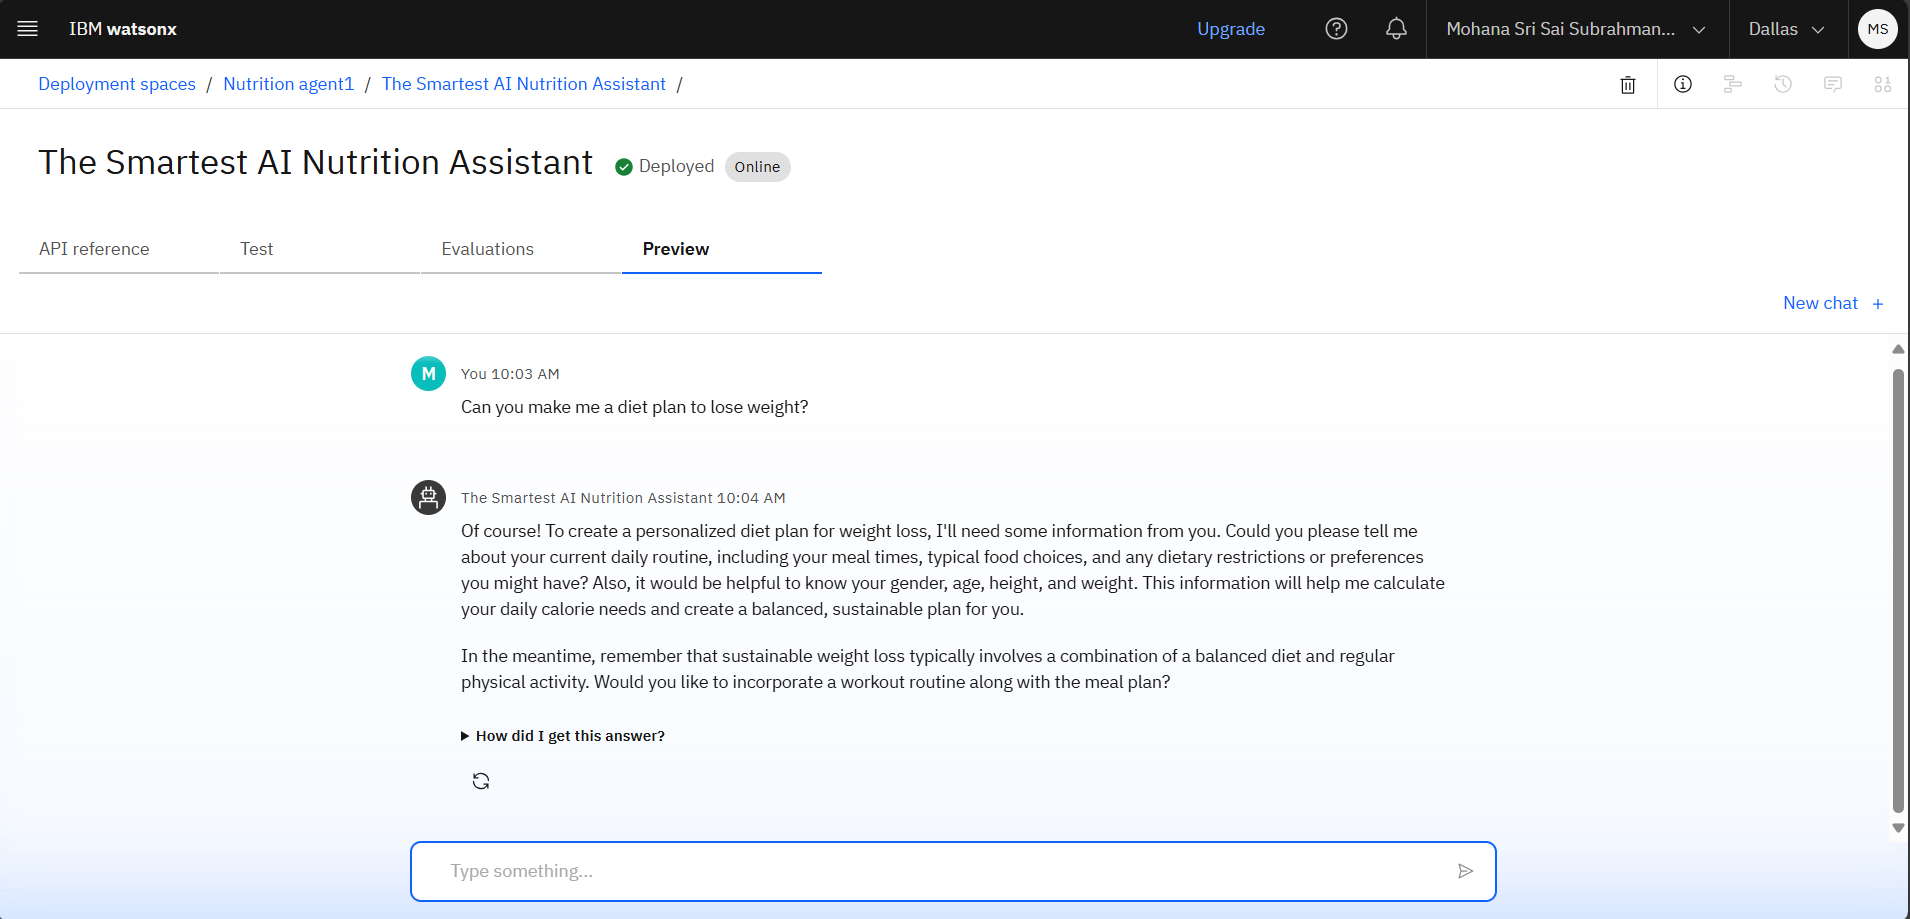 IBM watsonx
Upgrade
Mohana Sri Sai Subrahman...
Dallas
MS
Deployment spaces / Nutrition agent1 / The Smartest AI Nutrition Assistant /
The Smartest AI Nutrition Assistant
Deployed
Online
API reference
Test
Evaluations
Preview
New chat +
M
You 10:03 AM
Can you make me a diet plan to lose weight?
The Smartest AI Nutrition Assistant 10:04 AM
Of course! To create a personalized diet plan for weight loss, I'll need some information from you. Could you please tell me
about your current daily routine, including your meal times, typical food choices, and any dietary restrictions or preferences
you might have? Also, it would be helpful to know your gender, age, height, and weight. This information will help me calculate
your daily calorie needs and create a balanced, sustainable plan for you.
In the meantime, remember that sustainable weight loss typically involves a combination of a balanced diet and regular
physical activity. Would you like to incorporate a workout routine along with the meal plan?
How did I get this answer?
Type something...